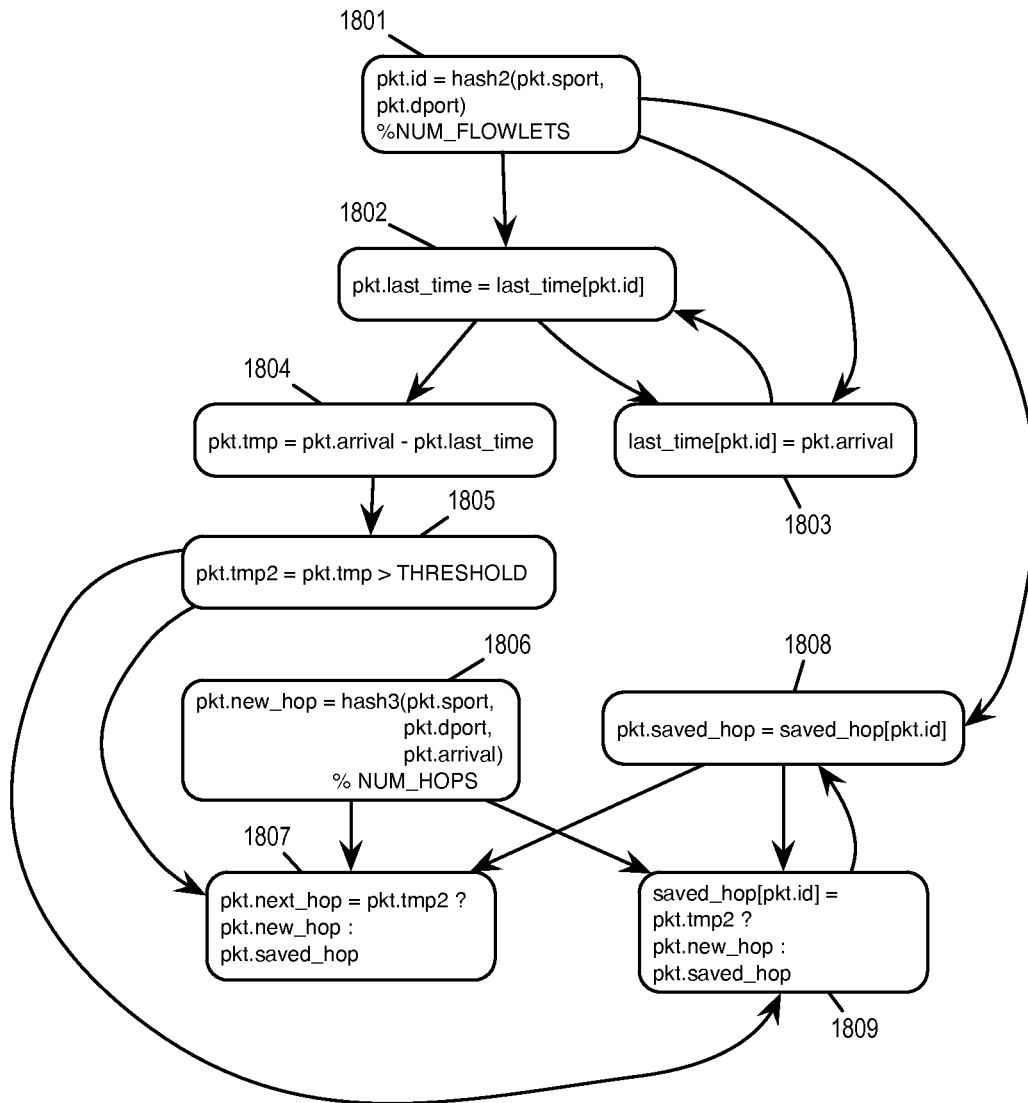 1801
pkt.id = hash2(pkt.sport,
pkt.dport)
%NUM_FLOWLETS
1802
pkt.last_time = last_time[pkt.id]
1804
pkt.tmp = pkt.arrival - pkt.last_time
last_time[pkt.id] = pkt.arrival
1803
1805
pkt.tmp2 = pkt.tmp > THRESHOLD
1806
pkt.new_hop = hash3(pkt.sport,
pkt.dport,
pkt.arrival)
% NUM_HOPS
1808
pkt.saved_hop = saved_hop[pkt.id]
1807
pkt.next_hop = pkt.tmp2 ?
pkt.new_hop :
pkt.saved_hop
saved_hop[pkt.id] =
pkt.tmp2 ?
pkt.new_hop :
pkt.saved_hop
1809